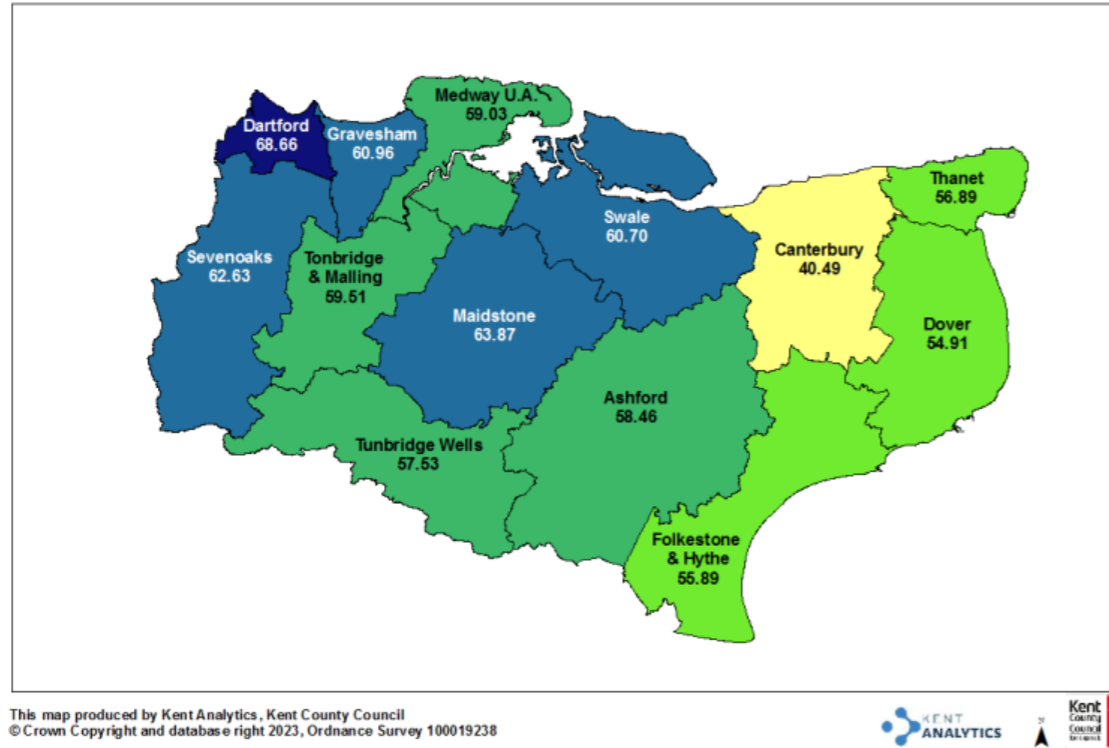 Medway U.A.
59.03
Dartford
68.66
Gravesham
60.96
Thanet
56.89
Swale
60.70
Sevenoaks
62.63
Tonbridge
& Malling
59.51
Canterbury
40.49
Maidstone
63.87
Dover
54.91
Ashford
58.46
Tunbridge Wells
57.53
Folkestone
& Hythe
55.89
This map produced by Kent Analytics, Kent County Council
© Crown Copyright and database right 2023, Ordnance Survey 100019238
KENT
ANALYTICS
Kent
County
Council